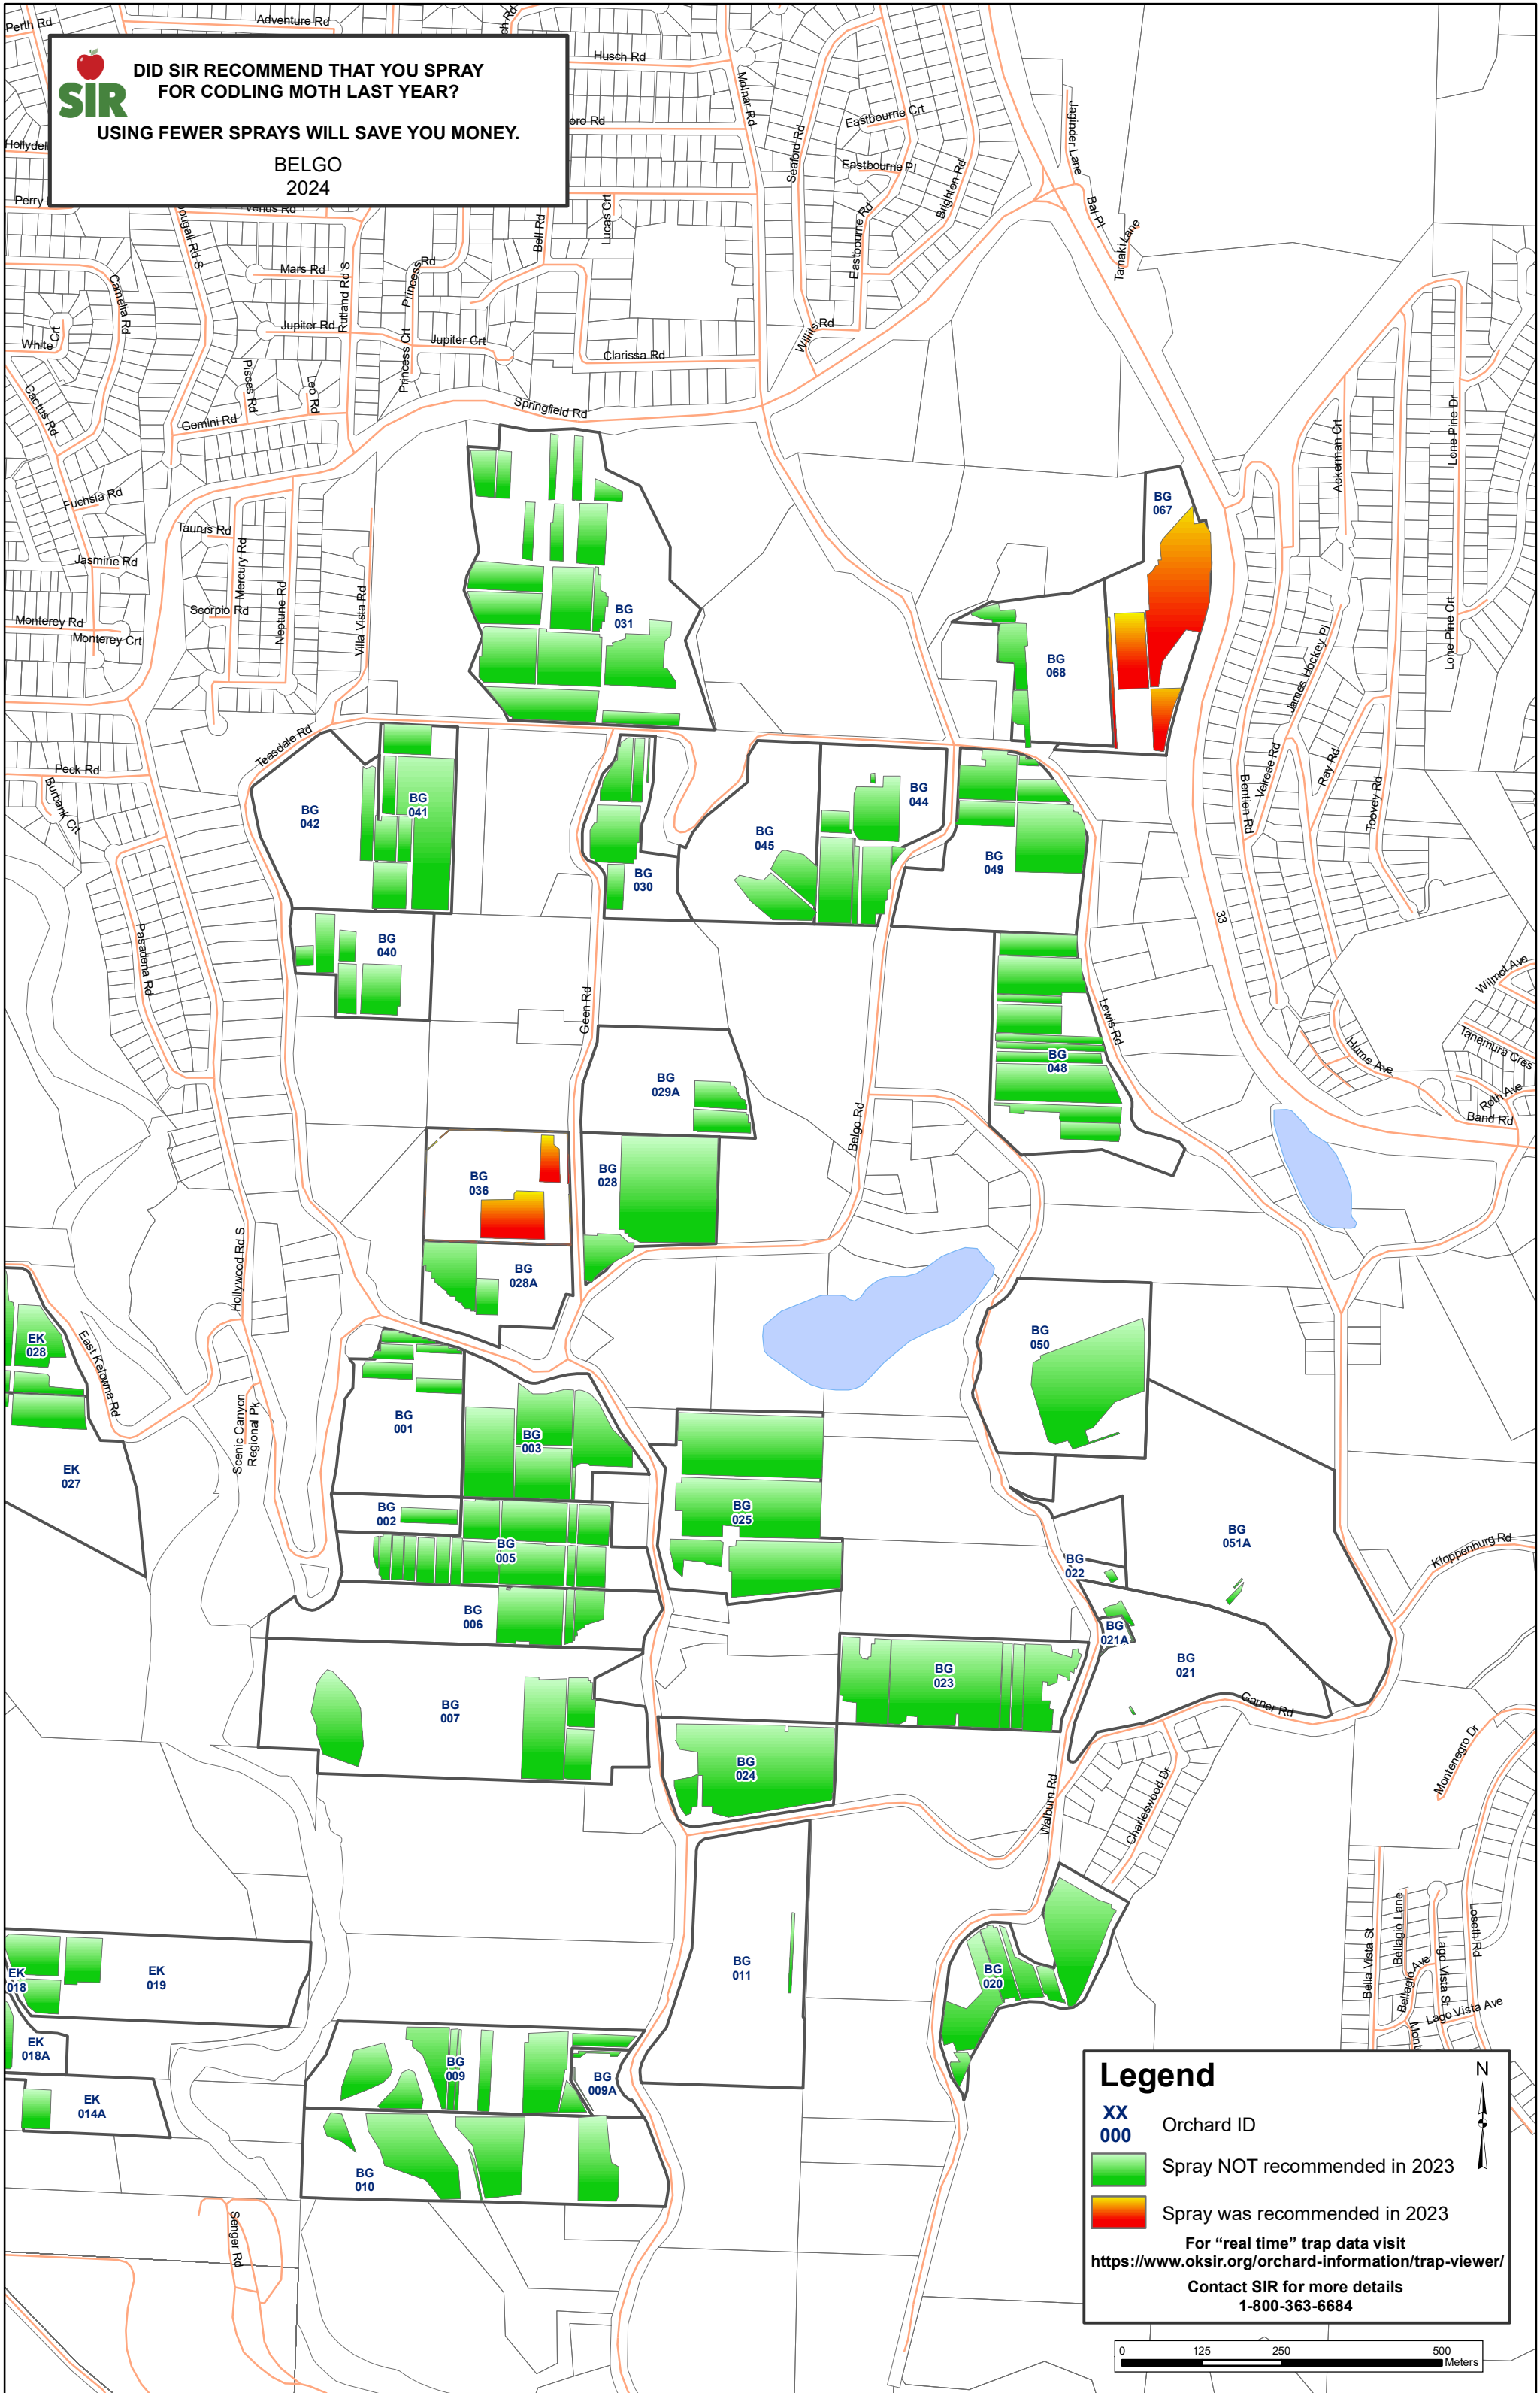 Perth Rd
Adventure Rd
ch Rd
Husch Rd
Molnar Rd
SIR
DID SIR RECOMMEND THAT YOU SPRAY
FOR CODLING MOTH LAST YEAR?
USING FEWER SPRAYS WILL SAVE YOU MONEY.
BELGO
2024
oro Rd
Hollydel
Perry
Venus Rd
ougall Rd S
Seaford Rd
Eastbourne Crt
Eastbourne Pl
Eastbourne Rd
Brighton Rd
Jaginder Lane
Bal Pl
Tamaki Lane
Lucas Crt
Bell Rd
Princess Rd
Mars Rd
Rutland Rd S
Camelia Rd
White Crt
Jupiter Rd
Princess Crt
Jupiter Crt
Clarissa Rd
Willits Rd
Cactus Rd
Pisces Rd
Leo Rd
Gemini Rd
Springfield Rd
Lone Pine Dr
Ackerman Crt
Fuchsia Rd
Taurus Rd
Mercury Rd
Neptune Rd
Villa Vista Rd
Jasmine Rd
Scorpio Rd
Monterey Rd
Monterey Crt
BG
067
BG
031
BG
068
Lone Pine Crt
James Hockey Pl
Teasdale Rd
Peck Rd
Burbank Crt
BG
042
BG
041
BG
044
BG
045
BG
049
BG
030
Velrose Rd
Ray Rd
Bentien Rd
Toovey Rd
33
Pasadena Rd
BG
040
Geen Rd
Lewis Rd
BG
048
Wilmot Ave
Tanemura Cres
Hume Ave
Roth Ave
Band Rd
BG
029A
Belgo Rd
BG
036
BG
028
BG
028A
Hollywood Rd S
EK
028
East Kelowna Rd
BG
050
Scenic Canyon
Regional Pk
BG
001
BG
003
EK
027
BG
002
BG
005
BG
025
BG
051A
Kloppenburg Rd
BG
022
BG
006
BG
021A
BG
021
BG
023
BG
007
Garner Rd
BG
024
Montenegro Dr
Walburn Rd
Charleswood Dr
BG
011
BG
020
Bella Vista St
Bellagio Lane
Bellagio Ave
Lago Vista St
Loseth Rd
Lago Vista Ave
Monte
EK
018
EK
019
EK
018A
EK
014A
BG
009
BG
009A
BG
010
Senger Rd
Legend
N
XX
000
Orchard ID
Spray NOT recommended in 2023
Spray was recommended in 2023
For “real time” trap data visit
https://www.oksir.org/orchard-information/trap-viewer/
Contact SIR for more details
1-800-363-6684
0 125 250 500
Meters